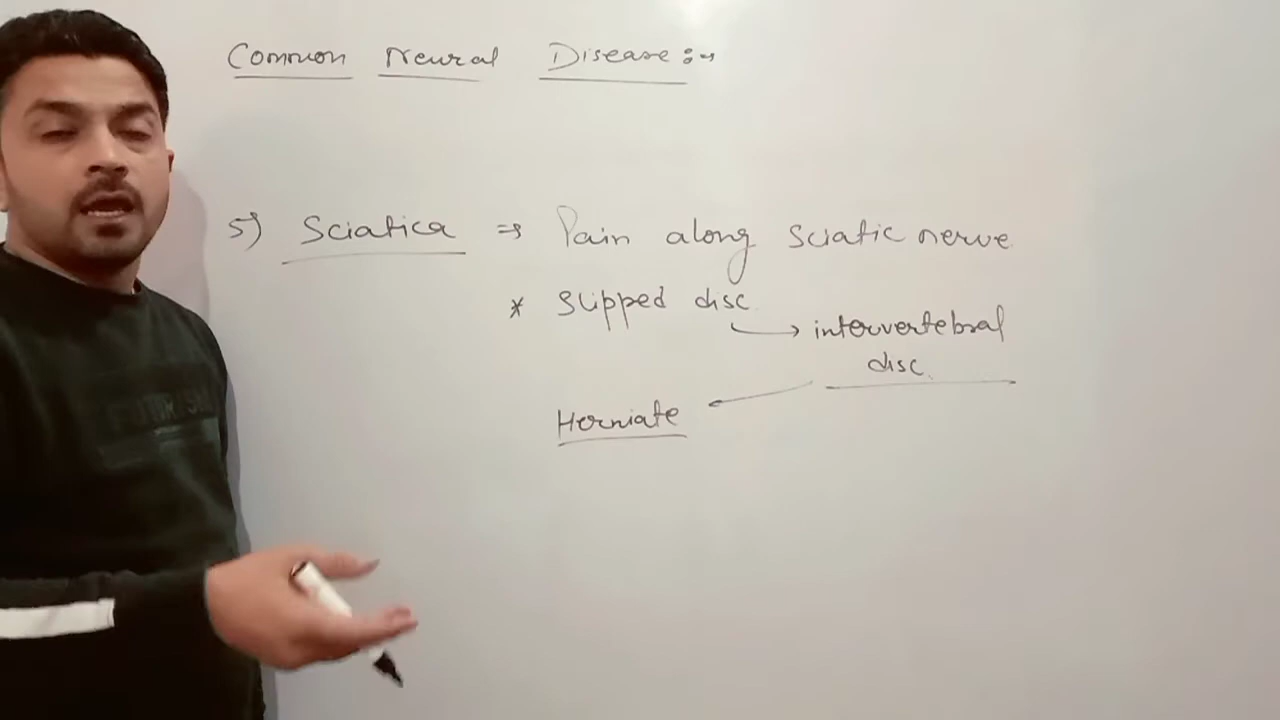 Common Neural Disease :→
5) Sciatica ⇒ Pain along sciatic nerve
* Slipped disc
→ intervertebral
disc.
Herniate ←